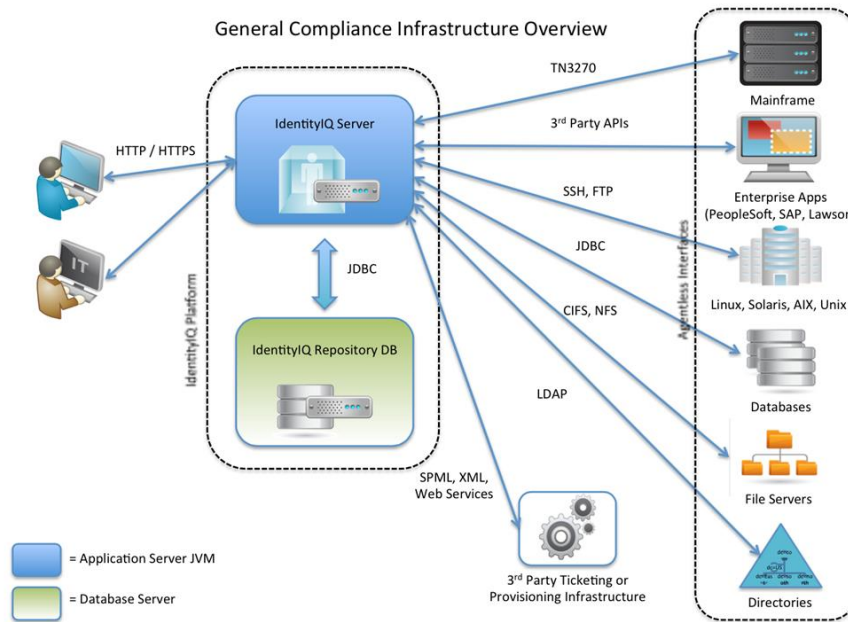 General Compliance Infrastructure Overview
TN3270
Mainframe
IdentityIQ Server
3rd Party APIs
HTTP / HTTPS
Enterprise Apps
(PeopleSoft, SAP, Lawson
SSH, FTP
IT
JDBC
JDBC
Linux, Solaris, AIX, Unix
CIFS, NFS
IdentityIQ Platform
Agentless Interfaces
IdentityIQ Repository DB
LDAP
Databases
SPML, XML,
Web Services
File Servers
= Application Server JVM
3rd Party Ticketing or
Provisioning Infrastructure
= Database Server
Directories